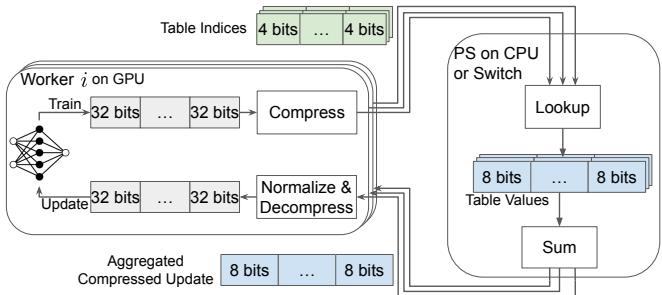 Table Indices
4 bits … 4 bits
Worker i on GPU
Train
32 bits … 32 bits
Compress
Update
32 bits … 32 bits
Normalize &
Decompress
Aggregated
Compressed Update
8 bits … 8 bits
PS on CPU
or Switch
Lookup
8 bits … 8 bits
Table Values
Sum